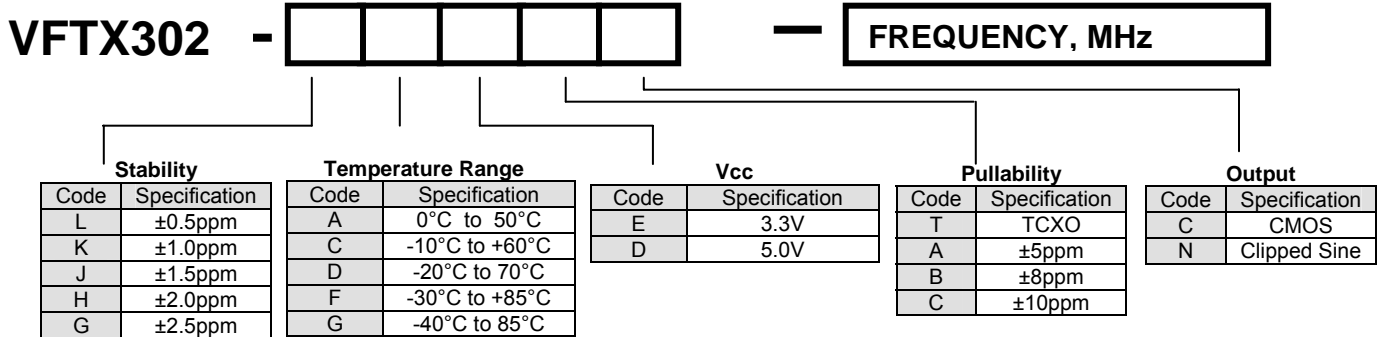 VFTX302 - — FREQUENCY, MHz
Stability
Code Specification
L ±0.5ppm
K ±1.0ppm
J ±1.5ppm
H ±2.0ppm
G ±2.5ppm
Temperature Range
Code Specification
A 0°C to 50°C
C -10°C to +60°C
D -20°C to 70°C
F -30°C to +85°C
G -40°C to 85°C
Vcc
Code Specification
E 3.3V
D 5.0V
Pullability
Code Specification
T TCXO
A ±5ppm
B ±8ppm
C ±10ppm
Output
Code Specification
C CMOS
N Clipped Sine